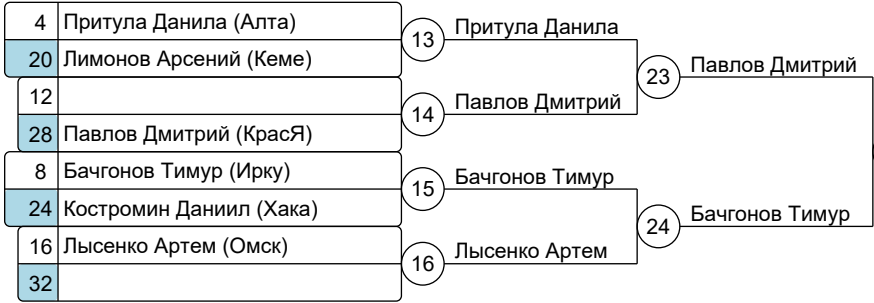 4 Притула Данила (Алта)
20 Лимонов Арсений (Кеме)
13 Притула Данила
12
28 Павлов Дмитрий (КрасЯ)
14 Павлов Дмитрий
23 Павлов Дмитрий
8 Бачгонов Тимур (Ирку)
24 Костромин Даниил (Хака)
15 Бачгонов Тимур
16 Лысенко Артем (Омск)
32
16 Лысенко Артем
24 Бачгонов Тимур